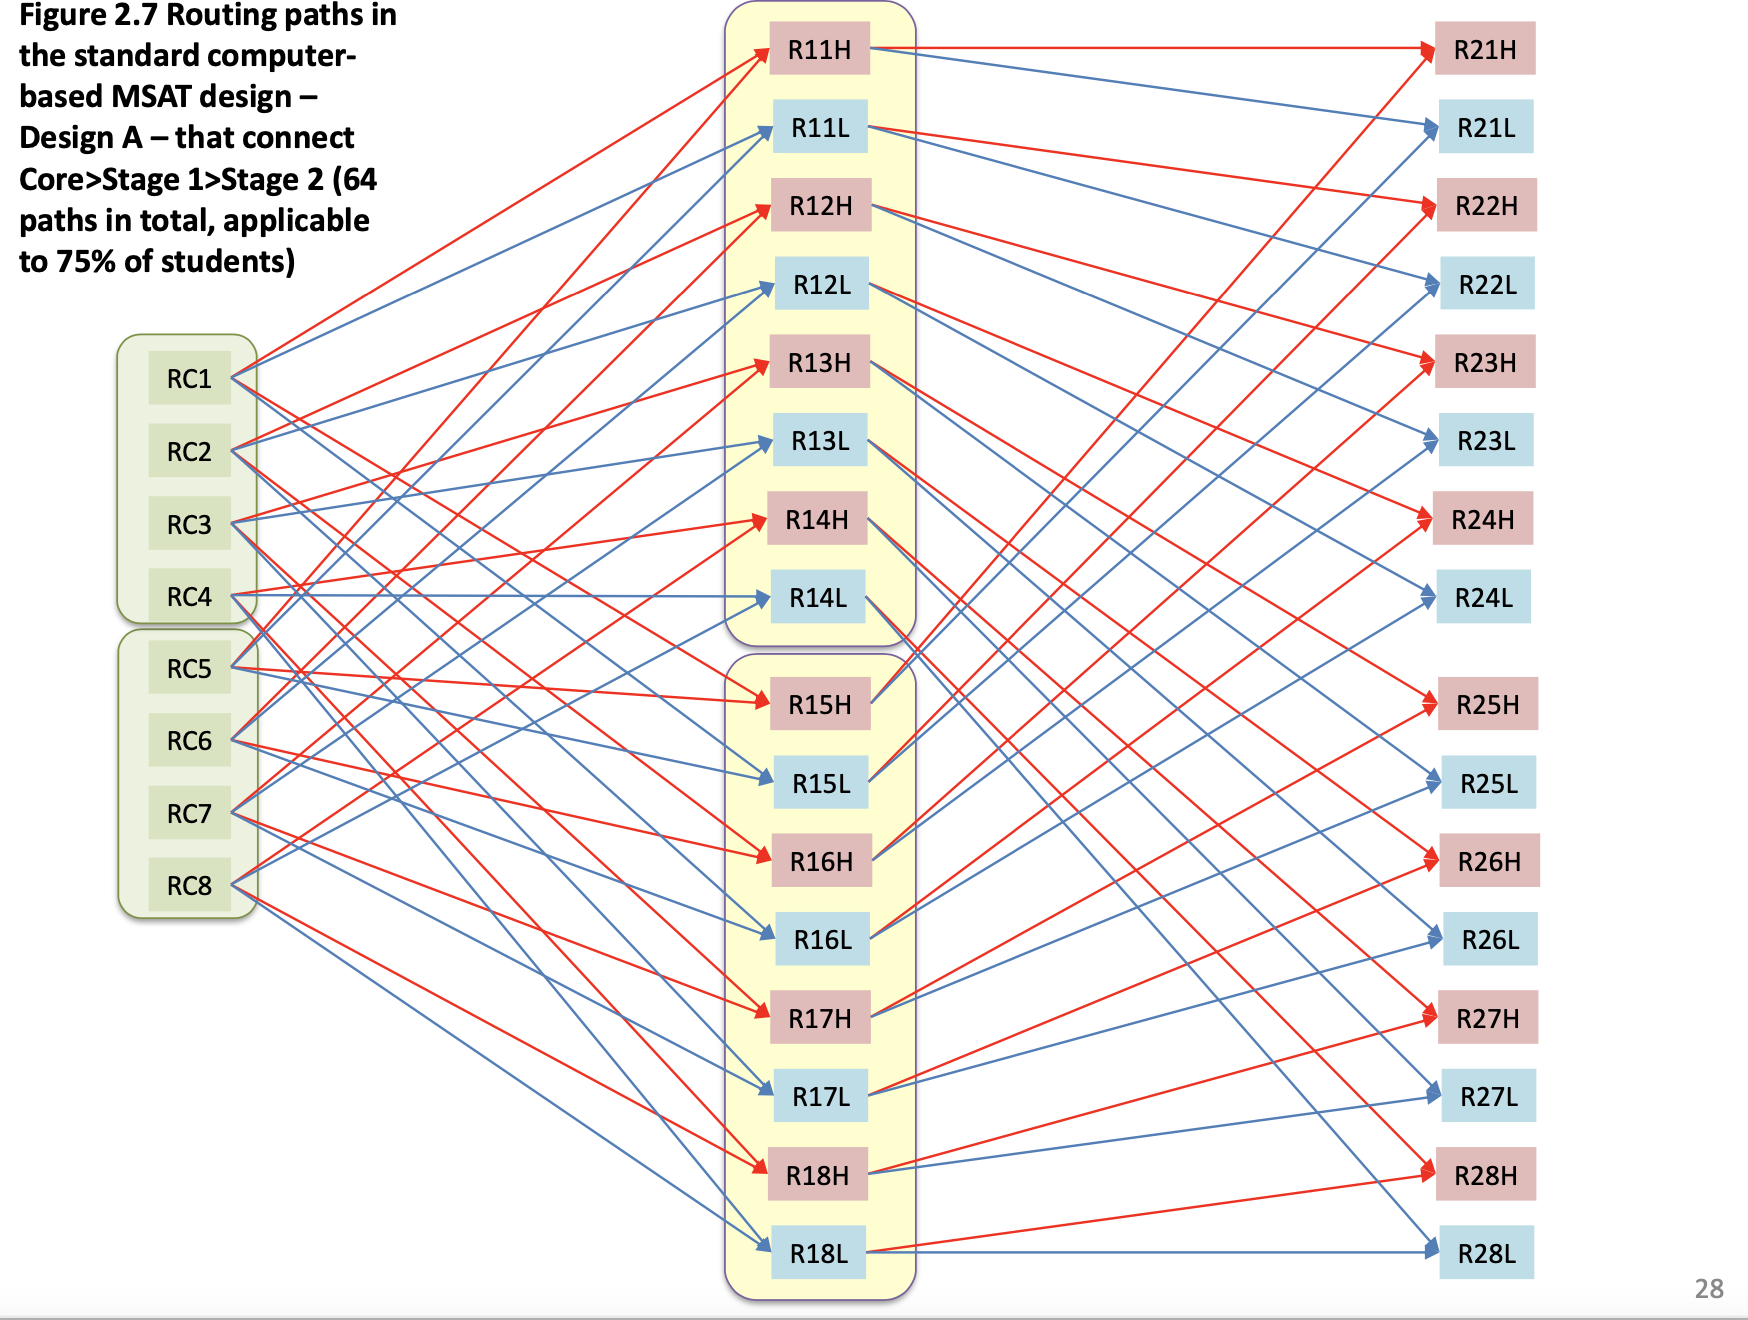 Figure 2.7 Routing paths in
the standard computer-
based MSAT design –
Design A – that connect
Core>Stage 1>Stage 2 (64
paths in total, applicable
to 75% of students)
RC1
RC2
RC3
RC4
RC5
RC6
RC7
RC8
R11H
R11L
R12H
R12L
R13H
R13L
R14H
R14L
R15H
R15L
R16H
R16L
R17H
R17L
R18H
R18L
R21H
R21L
R22H
R22L
R23H
R23L
R24H
R24L
R25H
R25L
R26H
R26L
R27H
R27L
R28H
R28L
28